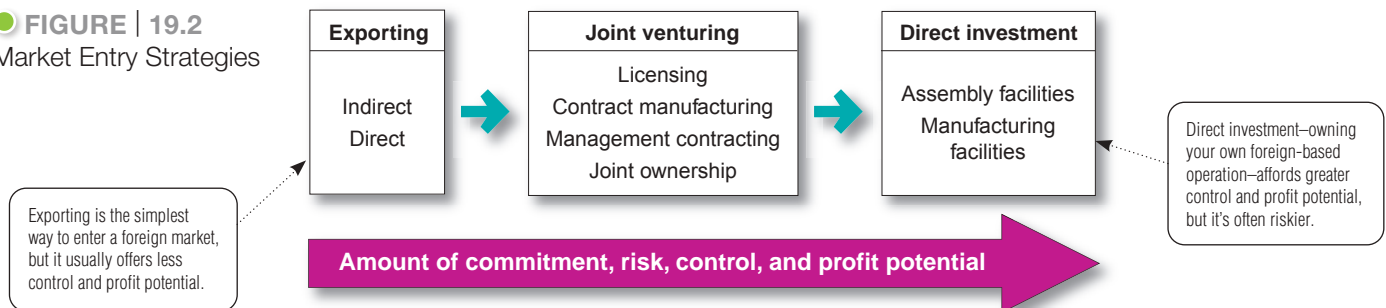 FIGURE | 19.2
Market Entry Strategies
Exporting
Indirect
Direct
Joint venturing
Licensing
Contract manufacturing
Management contracting
Joint ownership
Direct investment
Assembly facilities
Manufacturing
facilities
Exporting is the simplest
way to enter a foreign market,
but it usually offers less
control and profit potential.
Direct investment–owning
your own foreign-based
operation–affords greater
control and profit potential,
but it's often riskier.
Amount of commitment, risk, control, and profit potential